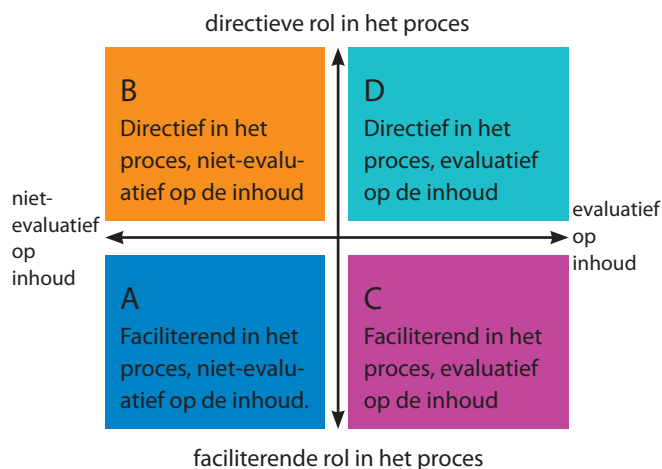 directieve rol in het proces
B
Directief in het
proces, niet-evalu-
atief op de inhoud
D
Directief in het
proces, evaluatief
op de inhoud
niet-
evaluatief
op
inhoud
evaluatief
op
inhoud
A
Faciliterend in het
proces, niet-evalu-
atief op de inhoud.
C
Faciliterend in het
proces, evaluatief
op de inhoud
faciliterende rol in het proces